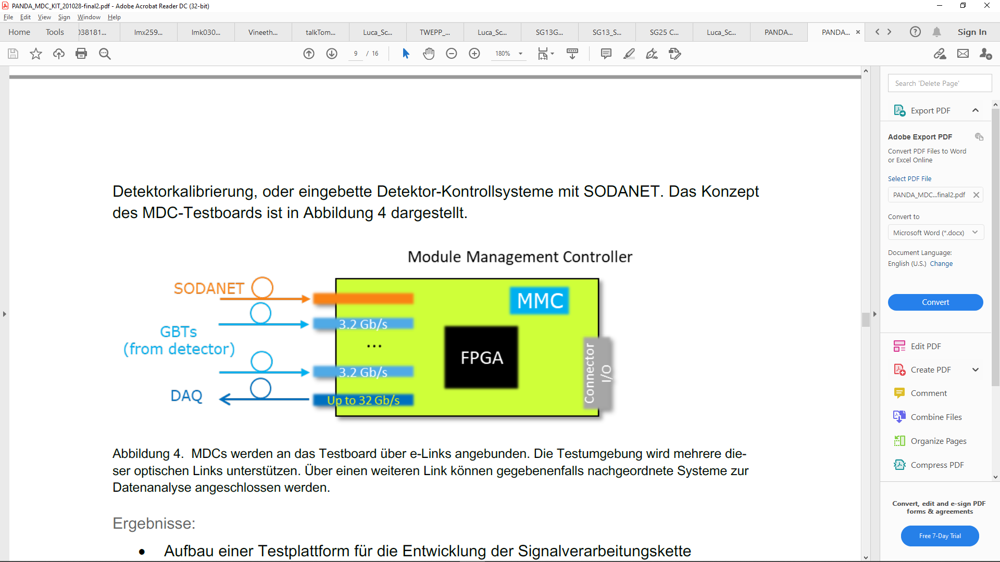 PANDA_MDC_KIT_201028-final2.pdf - Adobe Acrobat Reader DC (32-bit)
File Edit View Sign Window Help
Home Tools 038181... lmx259... lmk030... Vineeth... talkTom... Luca_Sc... TWEPP_... Luca_Sc... SG13G... SG13_S... SG25 C... Luca_Sc... PANDA... PANDA... Sign In
9 / 16 180%
Search 'Delete Page'
Export PDF
Adobe Export PDF
Convert PDF Files to Word
or Excel Online
Select PDF File
PANDA_MDC...final2.pdf
Convert to
Microsoft Word (*.docx)
Document Language:
English (U.S.) Change
Convert
Edit PDF
Create PDF
Comment
Combine Files
Organize Pages
Compress PDF
Convert, edit and e-sign PDF
forms & agreements
Free 7-Day Trial
Detektorkalibrierung, oder eingebette Detektor-Kontrollsysteme mit SODANET. Das Konzept
des MDC-Testboards ist in Abbildung 4 dargestellt.
Module Management Controller
SODANET
MMC
3.2 Gb/s
GBTs
(from detector)
...
FPGA
Connector
I/O
3.2 Gb/s
DAQ
Up to 32 Gb/s
Abbildung 4. MDCs werden an das Testboard über e-Links angebunden. Die Testumgebung wird mehrere die-
ser optischen Links unterstützen. Über einen weiteren Link können gegebenenfalls nachgeordnete Systeme zur
Datenanalyse angeschlossen werden.
Ergebnisse:
• Aufbau einer Testplattform für die Entwicklung der Signalverarbeitungskette